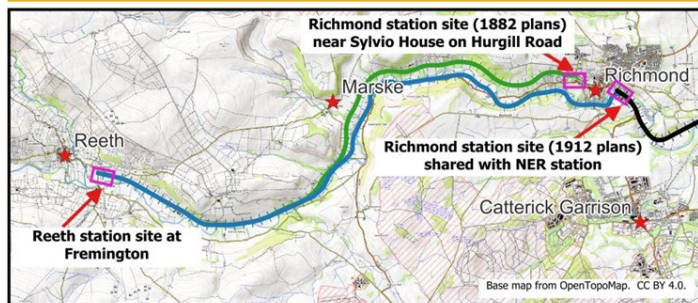 Richmond station site (1882 plans)
near Sylvio House on Hurgill Road
Richmond
Marske
Reeth
Richmond station site (1912 plans)
shared with NER station
Catterick Garrison
Reeth station site at
Fremington
Base map from OpenTopoMap. CC BY 4.0.